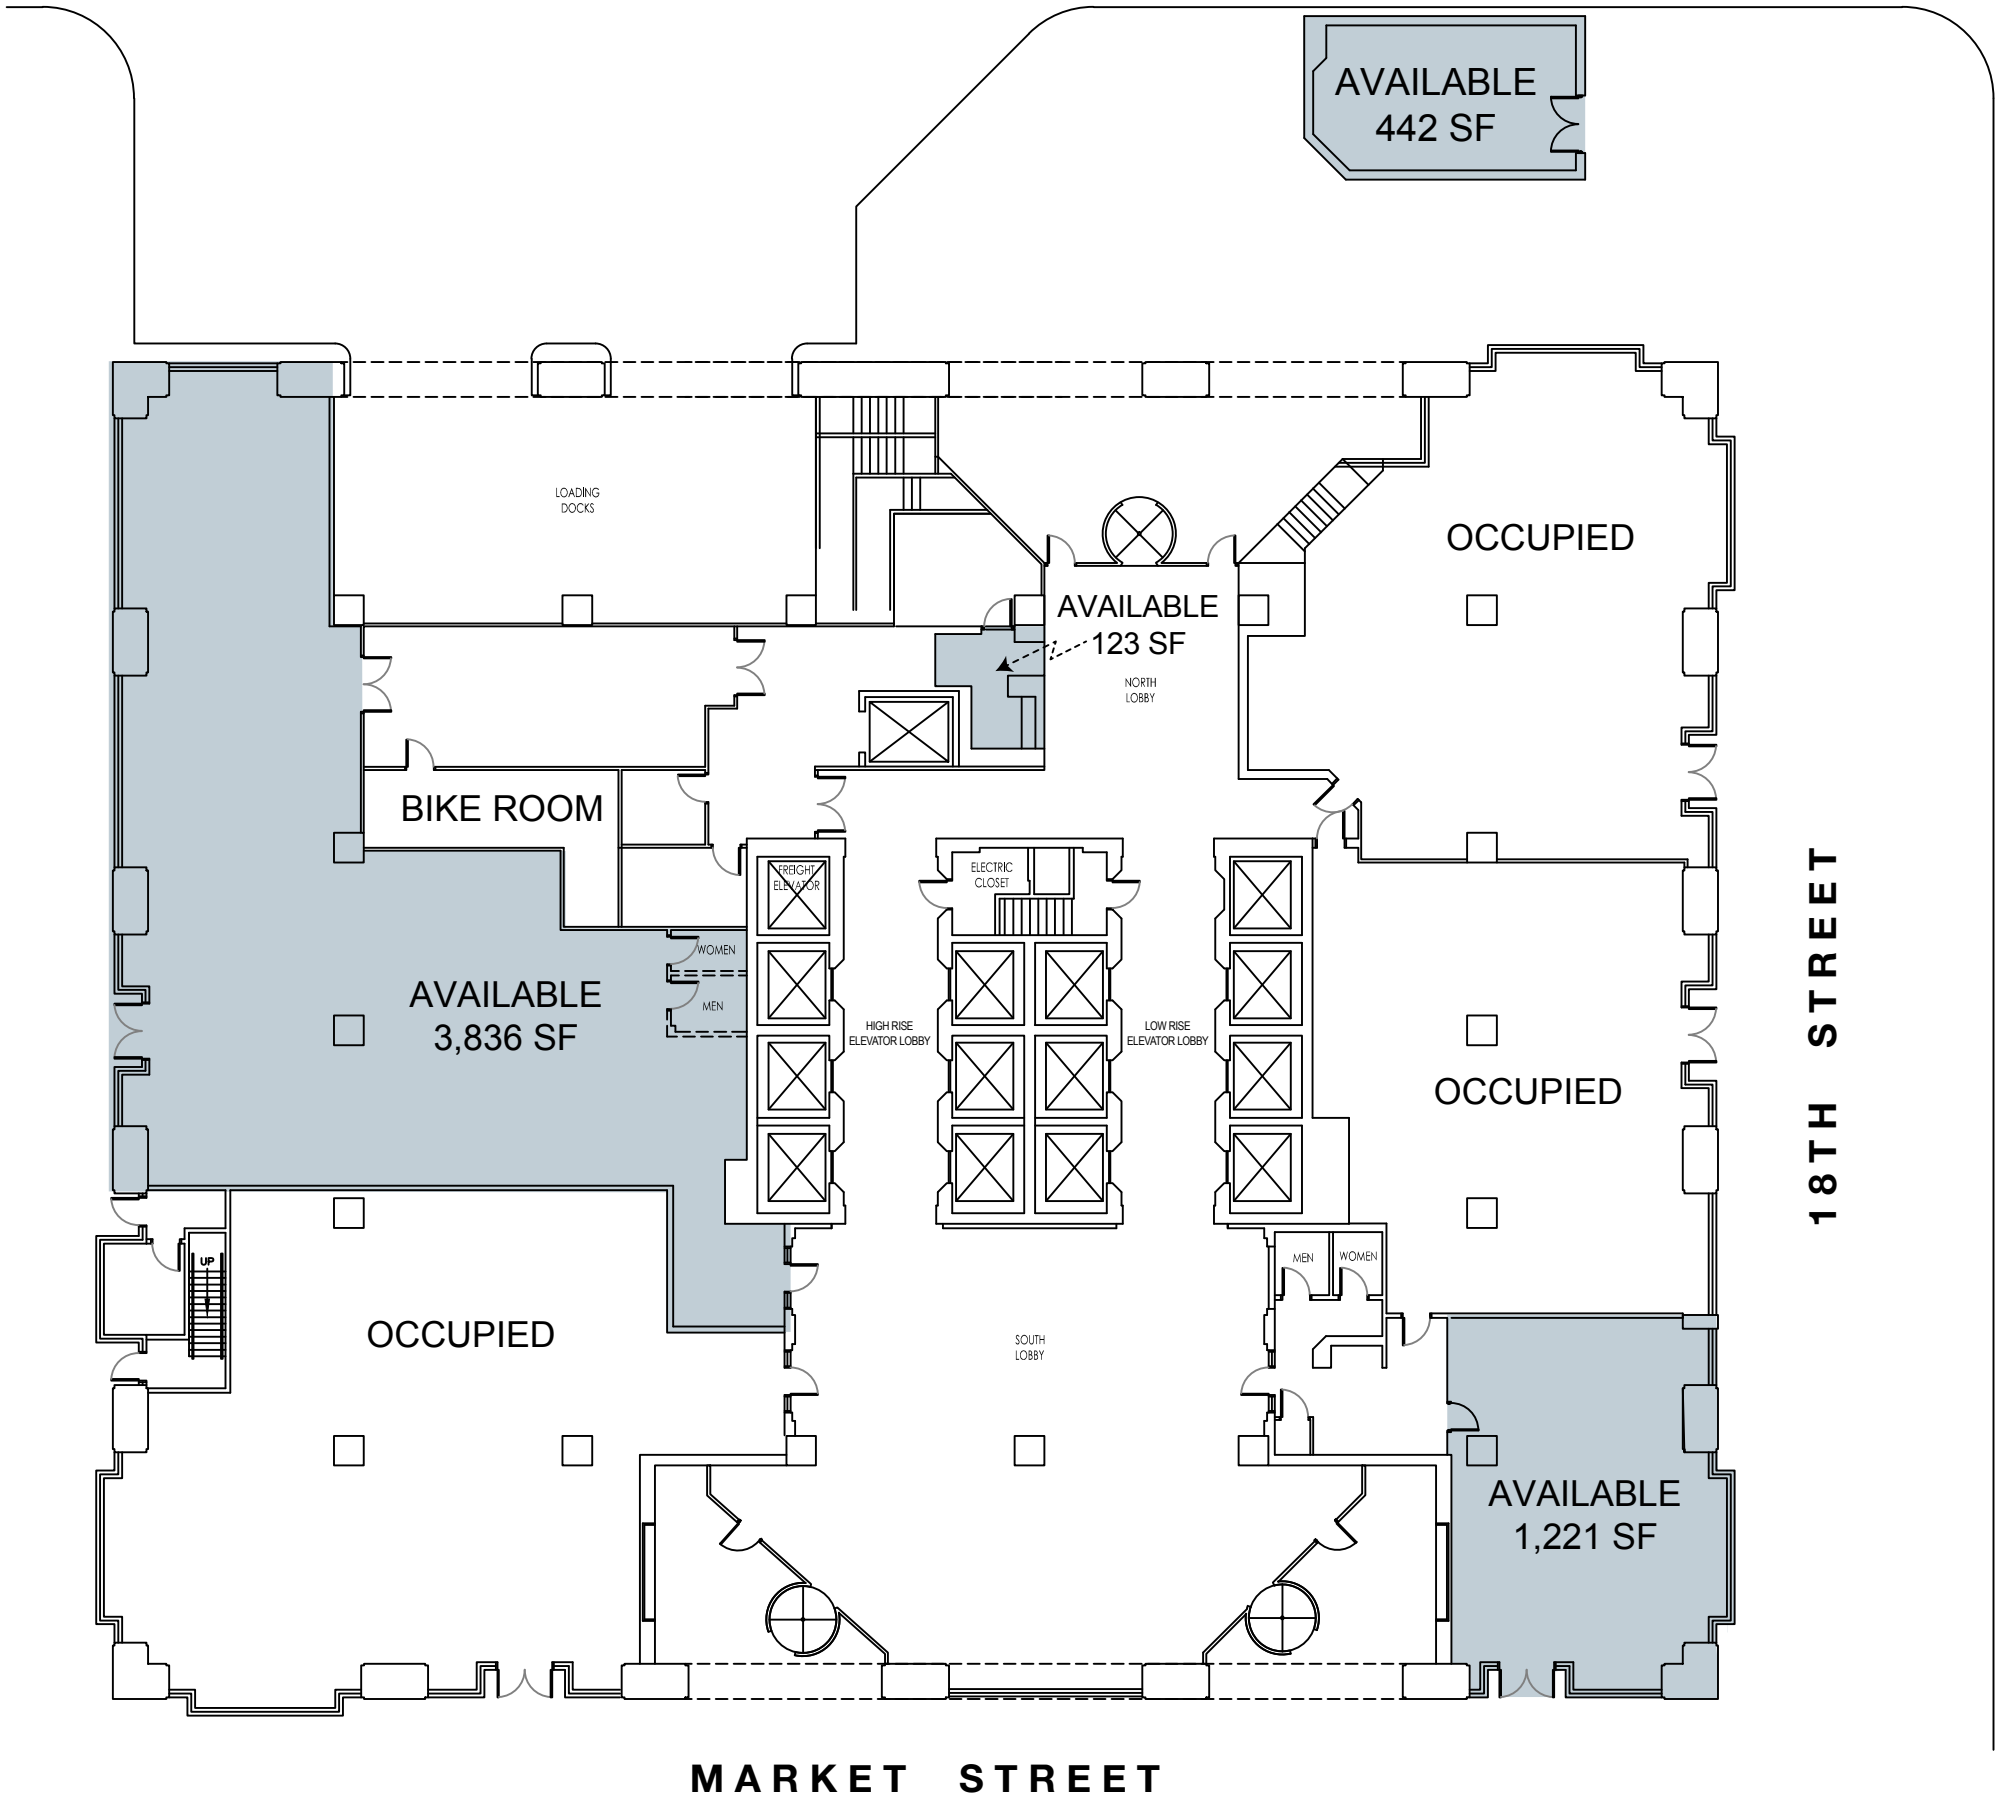 AVAILABLE
442 SF
LOADING
DOCKS
OCCUPIED
AVAILABLE
123 SF
NORTH
LOBBY
BIKE ROOM
FREIGHT
ELEVATOR
ELECTRIC
CLOSET
WOMEN
MEN
AVAILABLE
3,836 SF
HIGH RISE
ELEVATOR LOBBY
LOW RISE
ELEVATOR LOBBY
OCCUPIED
18TH STREET
UP
MEN
WOMEN
OCCUPIED
SOUTH
LOBBY
AVAILABLE
1,221 SF
MARKET STREET